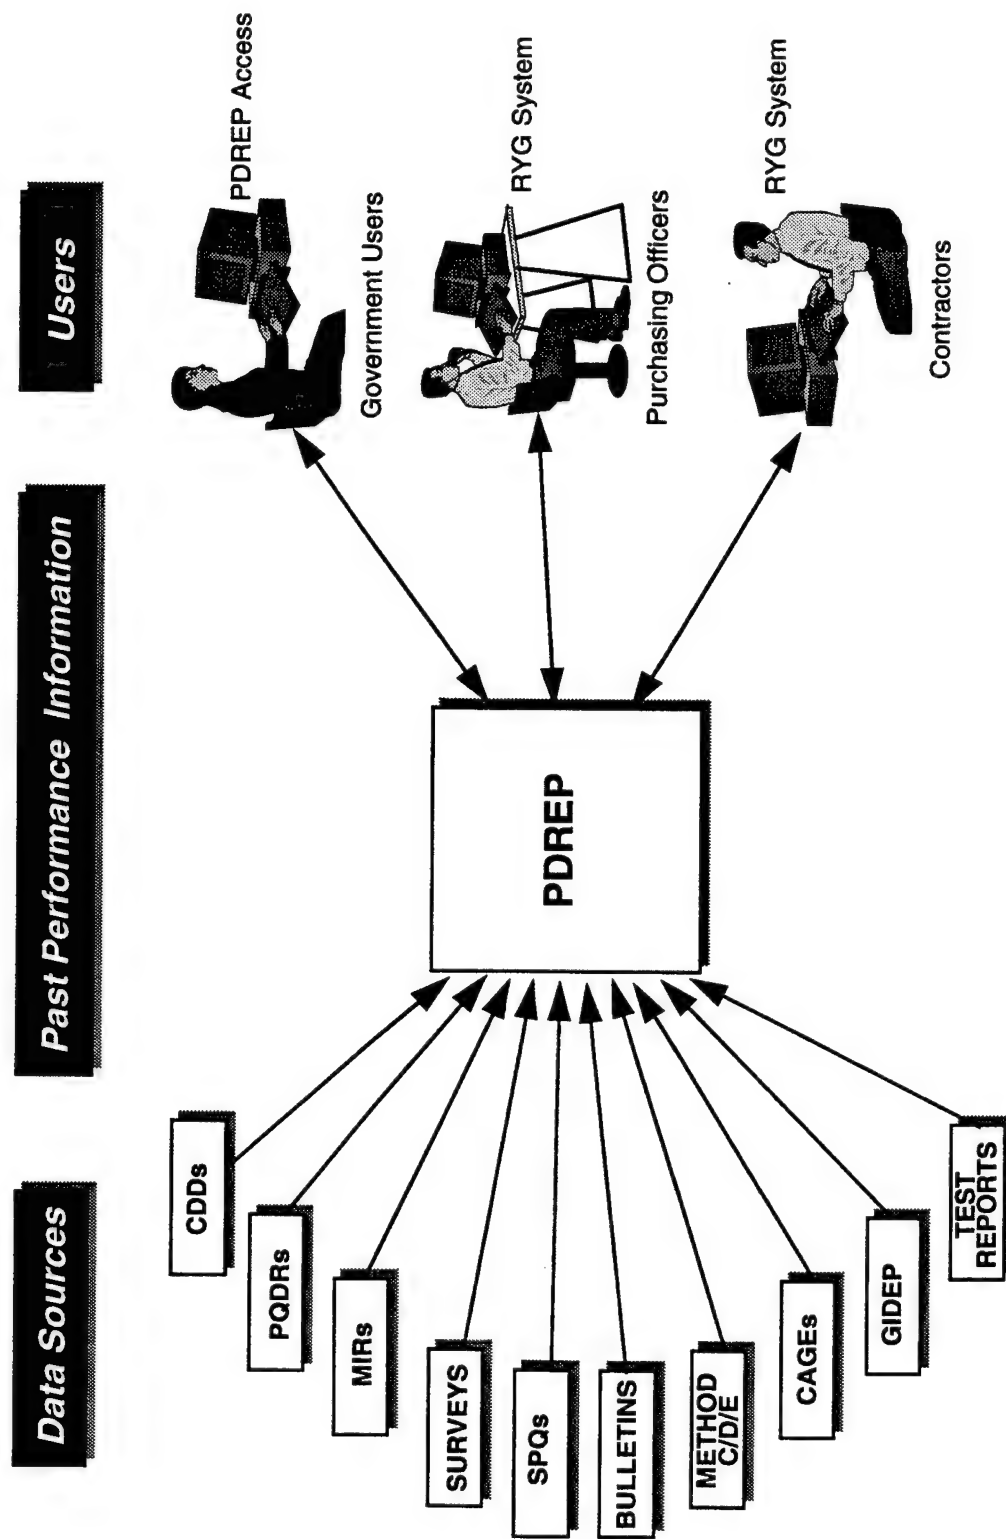 Data Sources
Past Performance Information
Users
CDDs
PQDRs
MIRs
SURVEYS
SPQs
BULLETINS
METHOD
C/D/E
CAGEs
GIDEP
TEST
REPORTS
PDREP
PDREP Access
Government Users
RYG System
Purchasing Officers
RYG System
Contractors